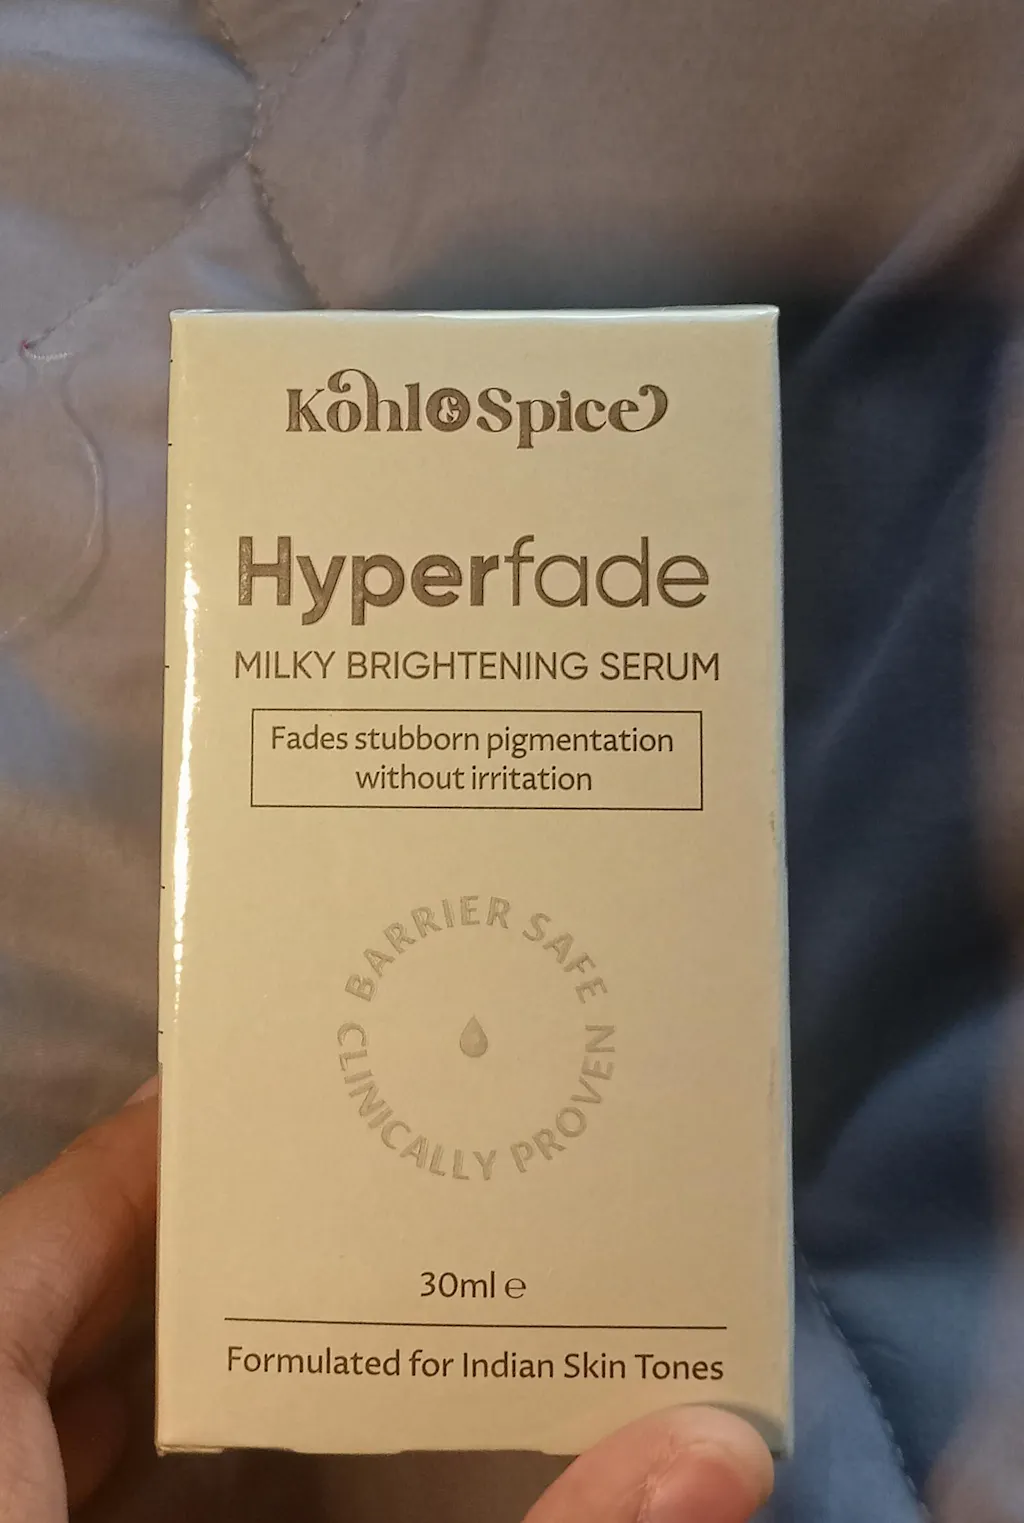 Kohl & Spice
Hyperfade
MILKY BRIGHTENING SERUM
Fades stubborn pigmentation
without irritation
BARRIER SAFE
CLINICALLY PROVEN
30ml ℮
Formulated for Indian Skin Tones